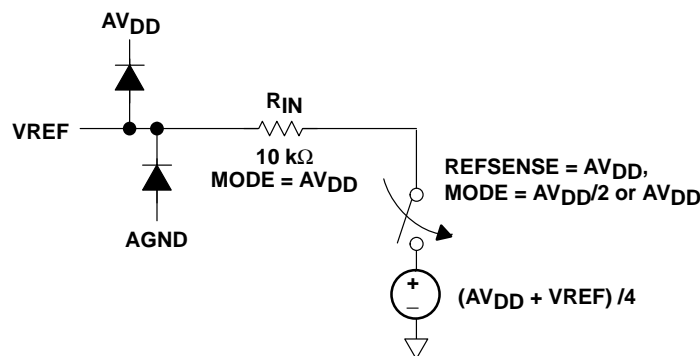 AVDD
VREF
RIN
10 kΩ
MODE = AVDD
AGND
REFSENSE = AVDD,
MODE = AVDD/2 or AVDD
+
–
(AVDD + VREF) /4